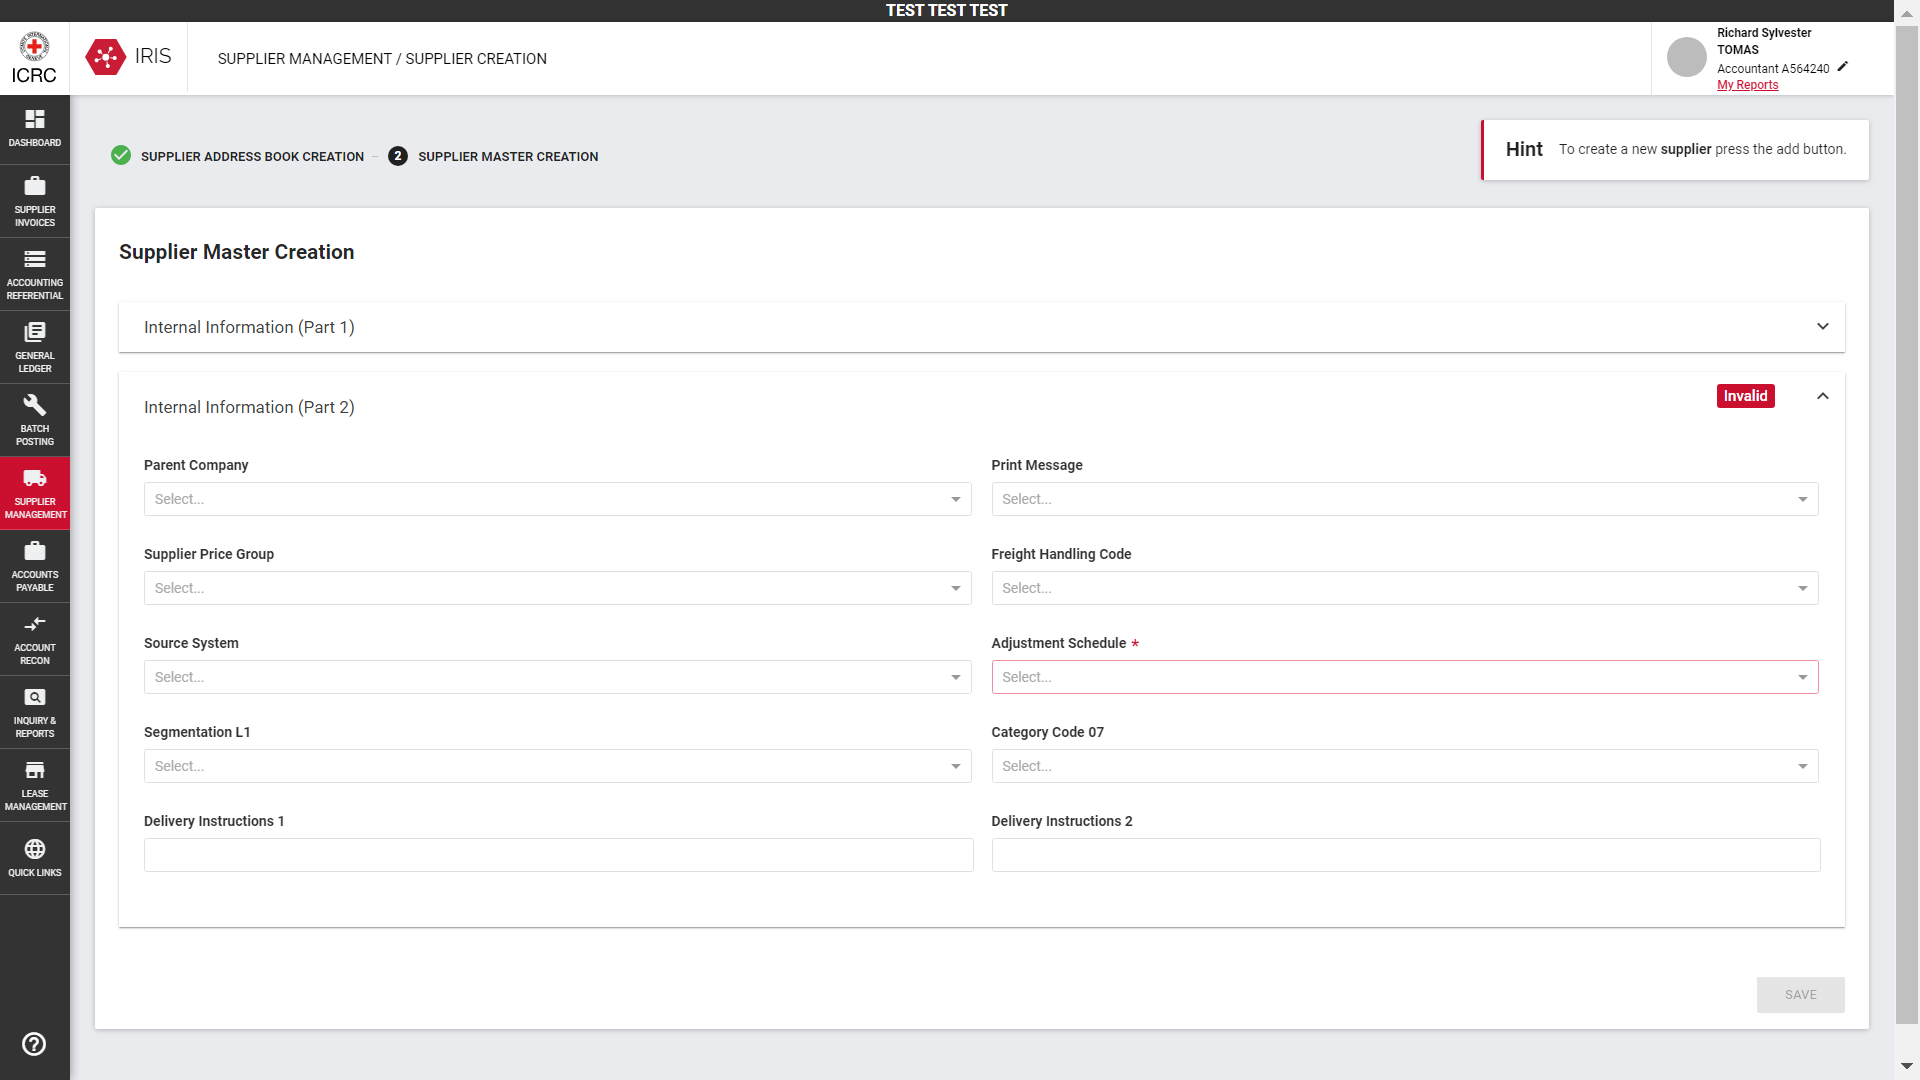 TEST TEST TEST
ICRC
IRIS
SUPPLIER MANAGEMENT / SUPPLIER CREATION
Richard Sylvester
TOMAS
Accountant A564240
My Reports
DASHBOARD
SUPPLIER
INVOICES
ACCOUNTING
REFERENTIAL
GENERAL
LEDGER
BATCH
POSTING
SUPPLIER
MANAGEMENT
ACCOUNTS
PAYABLE
ACCOUNT
RECON
INQUIRY &
REPORTS
LEASE
MANAGEMENT
QUICK LINKS
SUPPLIER ADDRESS BOOK CREATION
2 SUPPLIER MASTER CREATION
Hint To create a new supplier press the add button.
Supplier Master Creation
Internal Information (Part 1)
Internal Information (Part 2)
Invalid
Parent Company
Select...
Print Message
Select...
Supplier Price Group
Select...
Freight Handling Code
Select...
Source System
Select...
Adjustment Schedule *
Select...
Segmentation L1
Select...
Category Code 07
Select...
Delivery Instructions 1
Delivery Instructions 2
SAVE